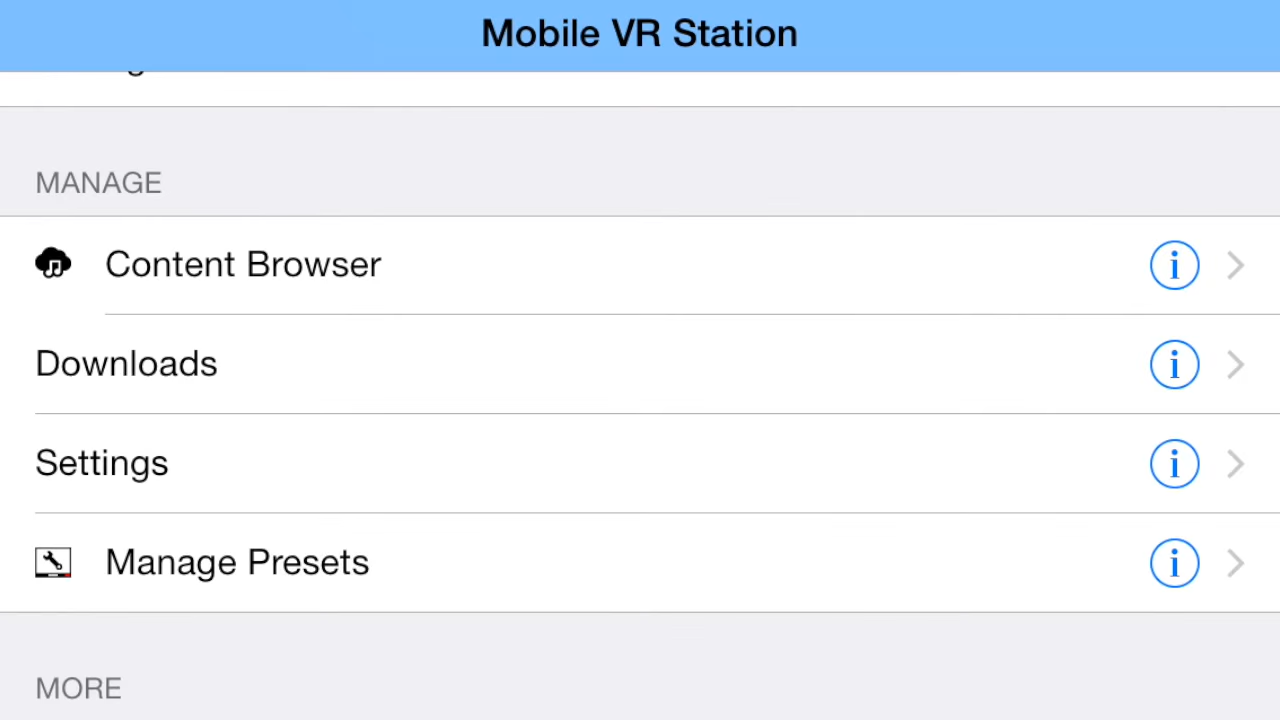 Mobile VR Station
MANAGE
Content Browser
Downloads
Settings
Manage Presets
MORE